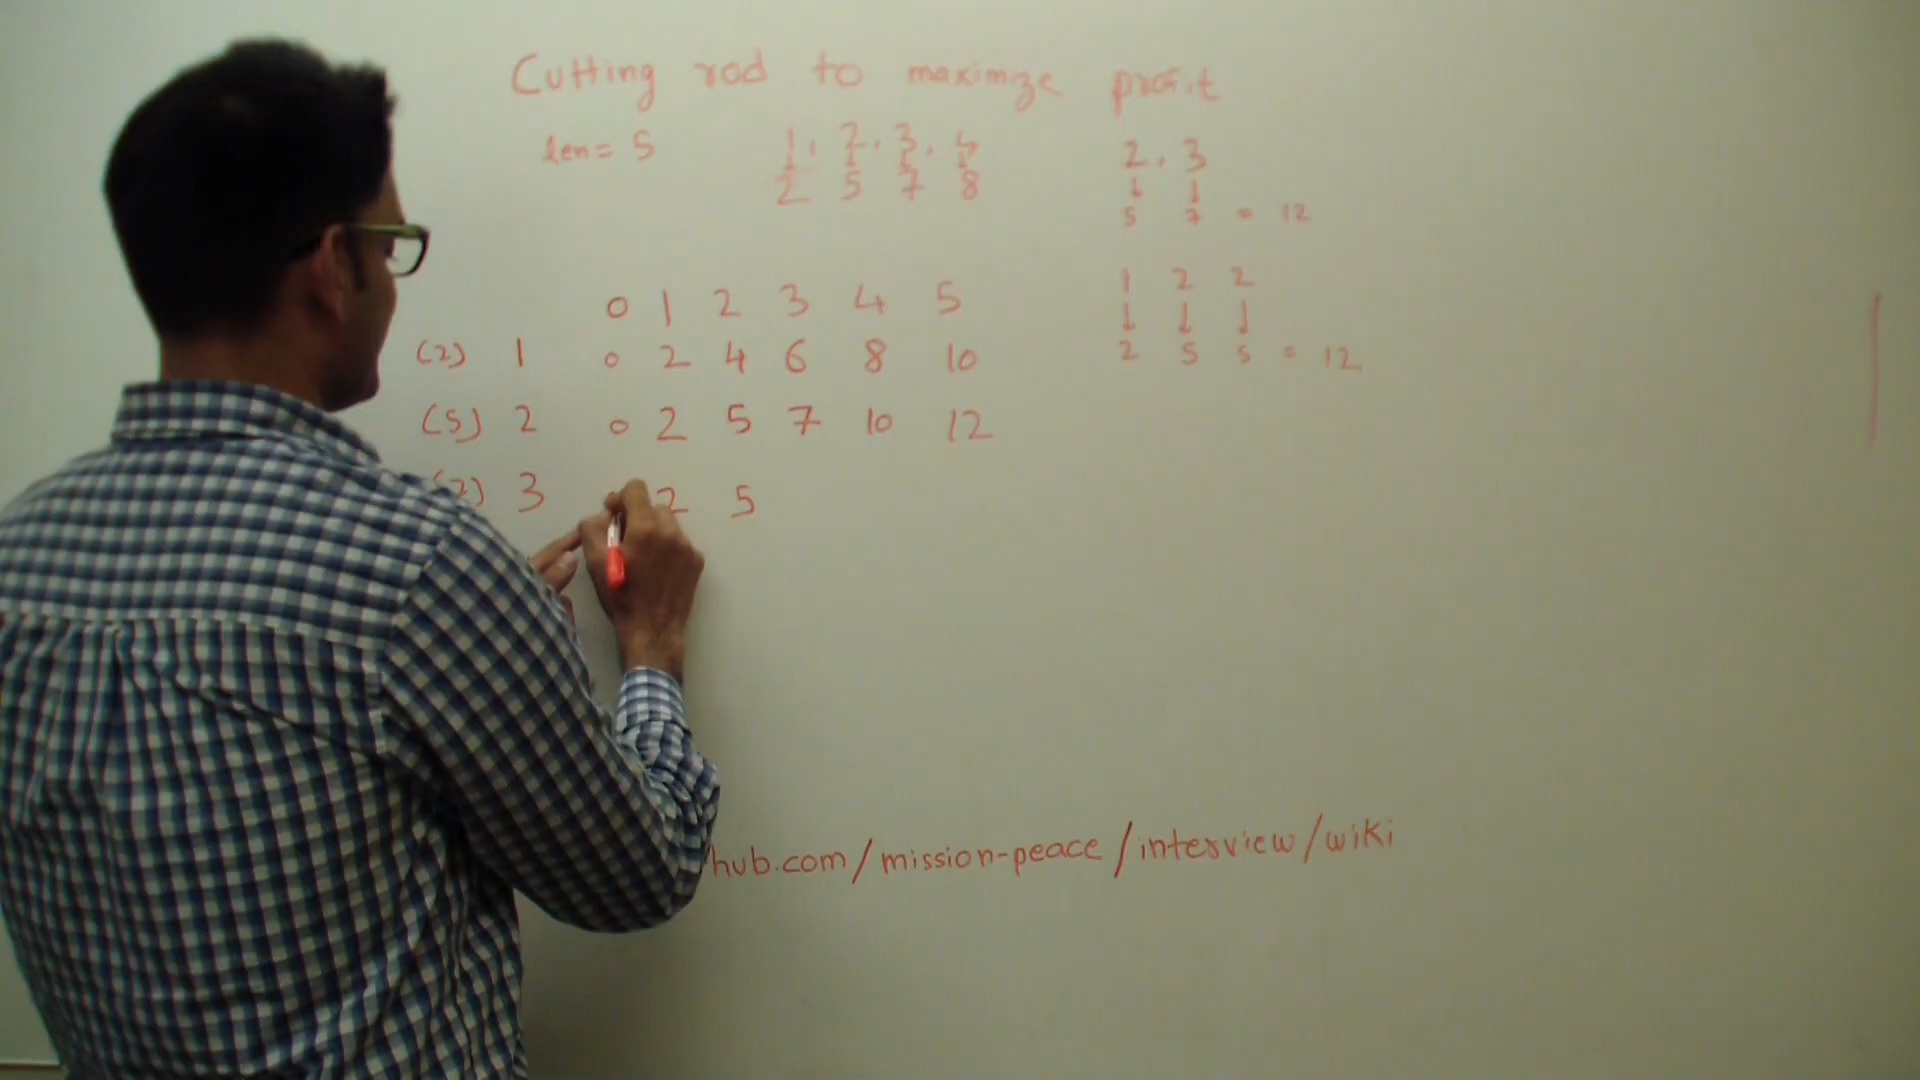 Cutting rod to maximize profit
len = 5 1, 2, 3, 4
2 5 7 8
2, 3
5 7 = 12
1 2 2
2 5 5 = 12
0 1 2 3 4 5
(2) 1 0 2 4 6 8 10
(5) 2 0 2 5 7 10 12
(7) 3 2 5
hub.com/mission-peace/interview/wiki